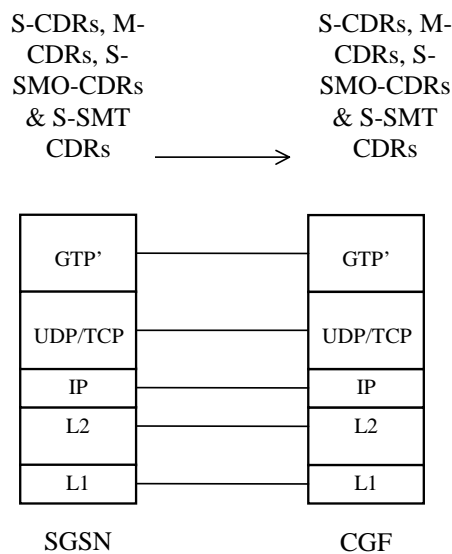 S-CDRs, M-
CDRs, S-
SMO-CDRs
& S-SMT
CDRs
S-CDRs, M-
CDRs, S-
SMO-CDRs
& S-SMT
CDRs
GTP’
UDP/TCP
IP
L2
L1
SGSN
GTP’
UDP/TCP
IP
L2
L1
CGF